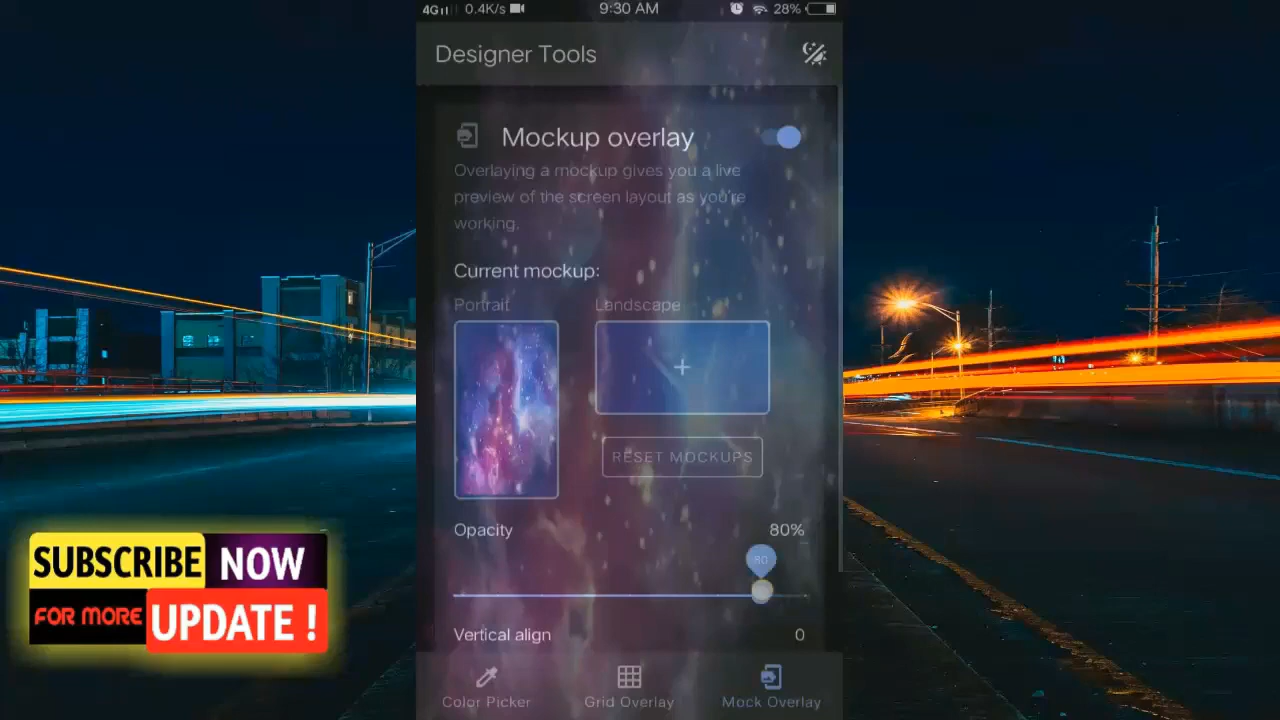 4G 0.4K/s 9:30 AM 28%
Designer Tools
Mockup overlay
Overlaying a mockup gives you a live
preview of the screen layout as you're
working.
Current mockup:
Portrait Landscape
+
RESET MOCKUPS
Opacity 80%
80
Vertical align 0
Color Picker Grid Overlay Mock Overlay
SUBSCRIBE NOW
FOR MORE UPDATE !